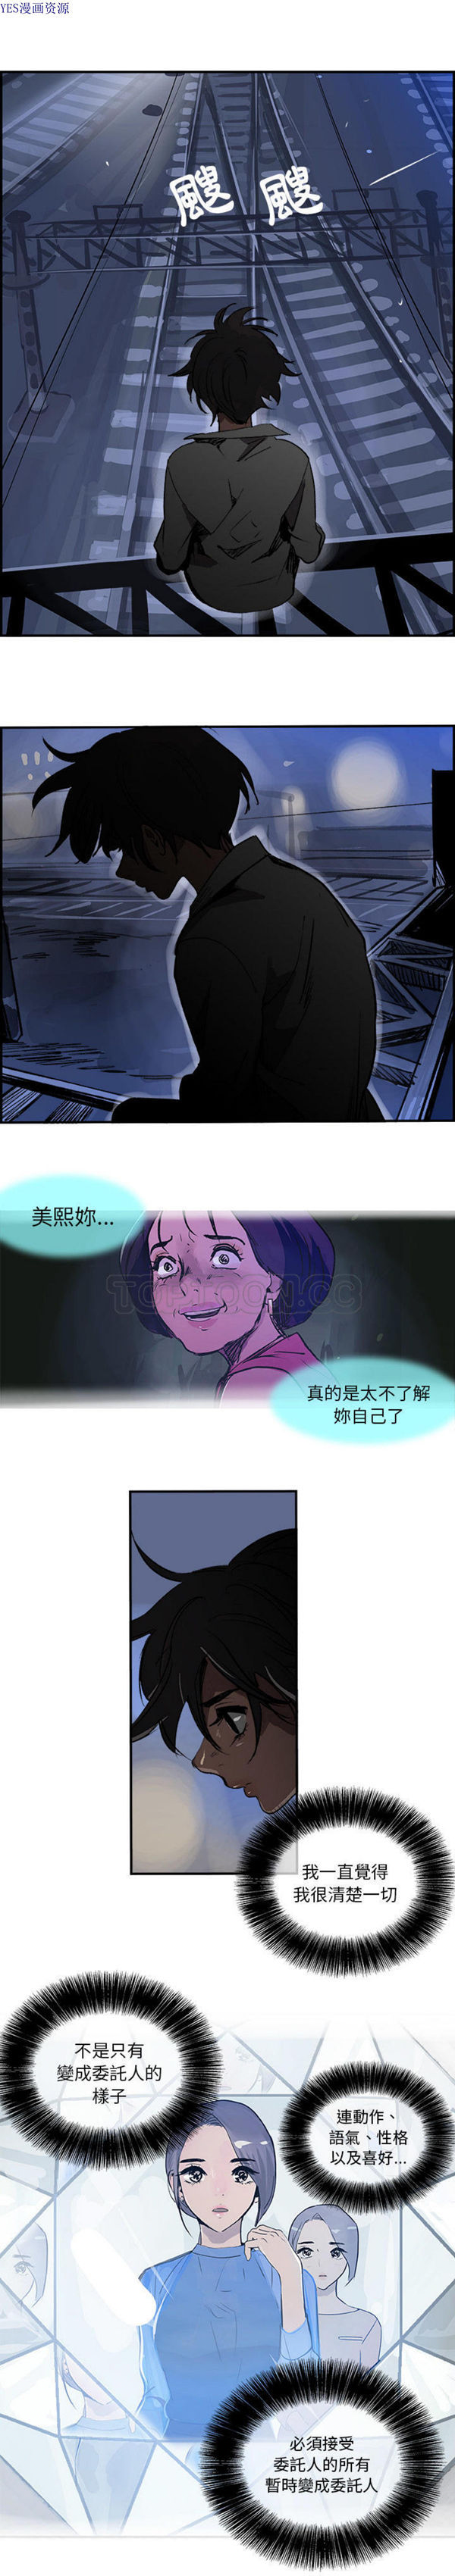 YES漫画资源
颼 颼
美熙妳...
TOPTOON.CC
真的是太不了解
妳自己了
我一直覺得
我很清楚一切
不是只有
變成委託人的
樣子
連動作、
語氣、性格
以及喜好...
必須接受
委託人的所有
暫時變成委託人